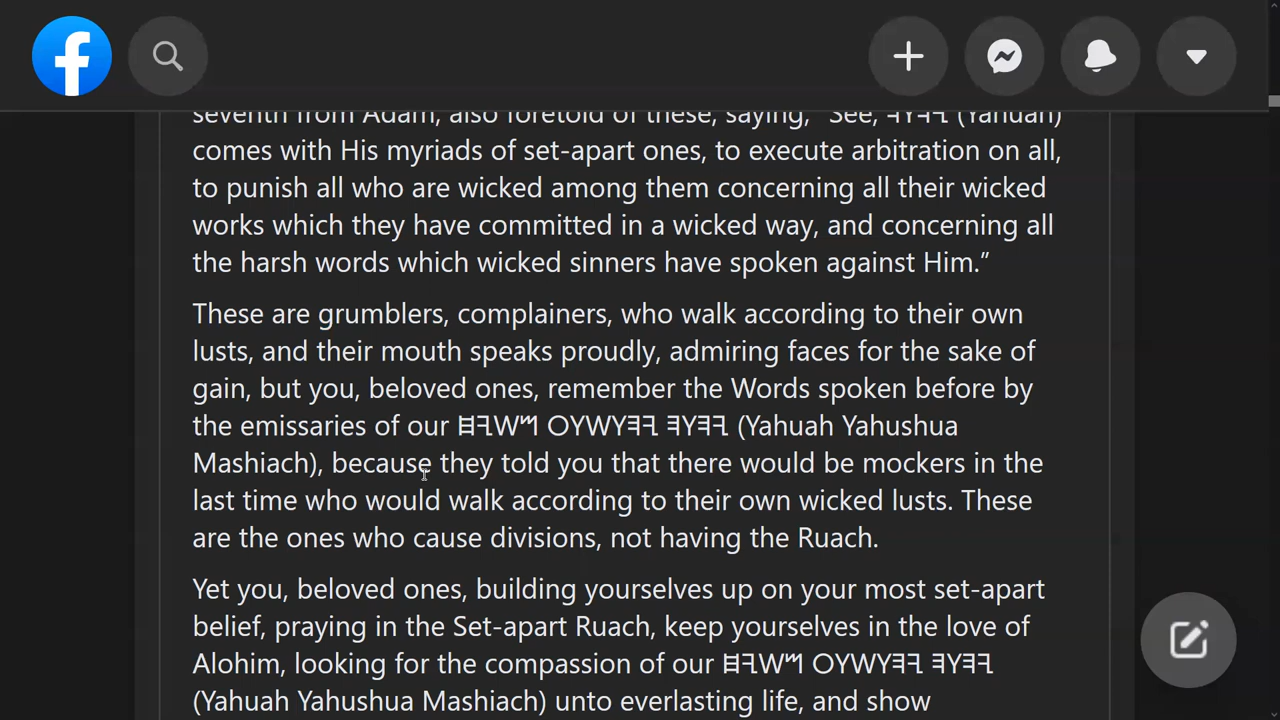 seventh from Adam, also foretold of these, saying, “See, 𐤉𐤄𐤅𐤄 (Yahuah)
comes with His myriads of set-apart ones, to execute arbitration on all,
to punish all who are wicked among them concerning all their wicked
works which they have committed in a wicked way, and concerning all
the harsh words which wicked sinners have spoken against Him.”
These are grumblers, complainers, who walk according to their own
lusts, and their mouth speaks proudly, admiring faces for the sake of
gain, but you, beloved ones, remember the Words spoken before by
the emissaries of our 𐤉𐤄𐤅𐤄 𐤉𐤄𐤅𐤔𐤅𐤏 𐤌𐤔𐤉𐤇 (Yahuah Yahushua
Mashiach), because they told you that there would be mockers in the
last time who would walk according to their own wicked lusts. These
are the ones who cause divisions, not having the Ruach.
Yet you, beloved ones, building yourselves up on your most set-apart
belief, praying in the Set-apart Ruach, keep yourselves in the love of
Alohim, looking for the compassion of our 𐤉𐤄𐤅𐤄 𐤉𐤄𐤅𐤔𐤅𐤏 𐤌𐤔𐤉𐤇
(Yahuah Yahushua Mashiach) unto everlasting life, and show